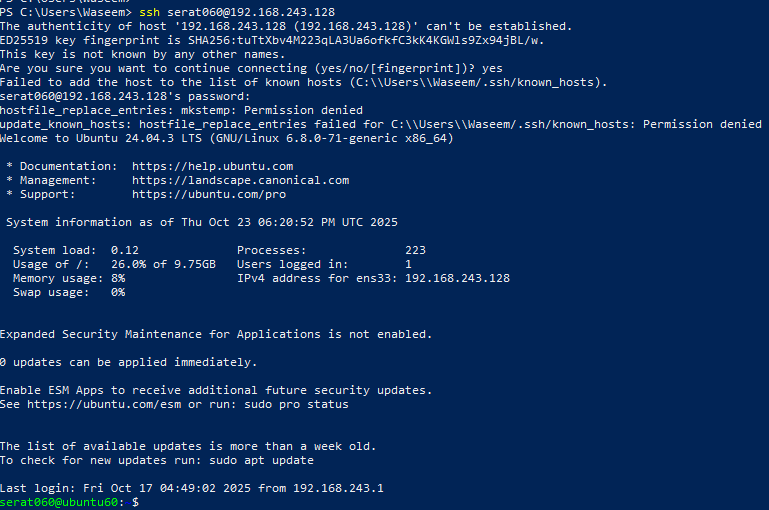 PS C:\Users\Waseem>
PS C:\Users\Waseem> ssh serat060@192.168.243.128
The authenticity of host '192.168.243.128 (192.168.243.128)' can't be established.
ED25519 key fingerprint is SHA256:tuTtXbv4M223qLA3Ua6ofkfC3kK4KGWls9Zx94jBL/w.
This key is not known by any other names.
Are you sure you want to continue connecting (yes/no/[fingerprint])? yes
Failed to add the host to the list of known hosts (C:\\Users\\Waseem/.ssh/known_hosts).
serat060@192.168.243.128's password:
hostfile_replace_entries: mkstemp: Permission denied
update_known_hosts: hostfile_replace_entries failed for C:\\Users\\Waseem/.ssh/known_hosts: Permission denied
Welcome to Ubuntu 24.04.3 LTS (GNU/Linux 6.8.0-71-generic x86_64)

 * Documentation:  https://help.ubuntu.com
 * Management:     https://landscape.canonical.com
 * Support:        https://ubuntu.com/pro

 System information as of Thu Oct 23 06:20:52 PM UTC 2025

  System load:  0.12              Processes:              223
  Usage of /:   26.0% of 9.75GB   Users logged in:        1
  Memory usage: 8%                IPv4 address for ens33: 192.168.243.128
  Swap usage:   0%

Expanded Security Maintenance for Applications is not enabled.

0 updates can be applied immediately.

Enable ESM Apps to receive additional future security updates.
See https://ubuntu.com/esm or run: sudo pro status

The list of available updates is more than a week old.
To check for new updates run: sudo apt update

Last login: Fri Oct 17 04:49:02 2025 from 192.168.243.1
serat060@ubuntu60: $